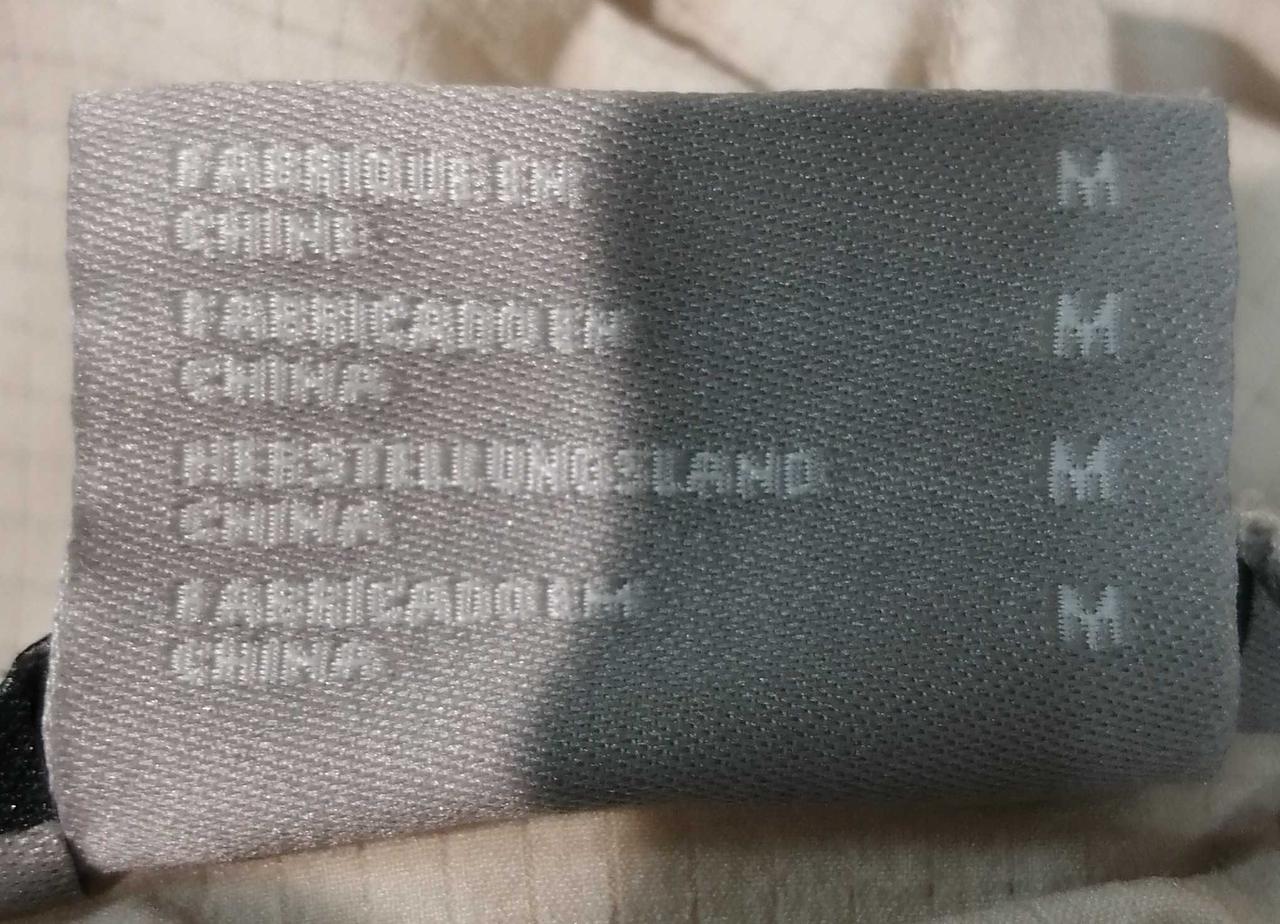 FABRIQUE EN M
CHINE
FABRICADO EN M
CHINA
HERSTELLUNGSLAND M
CHINA
FABRICADO EM M
CHINA